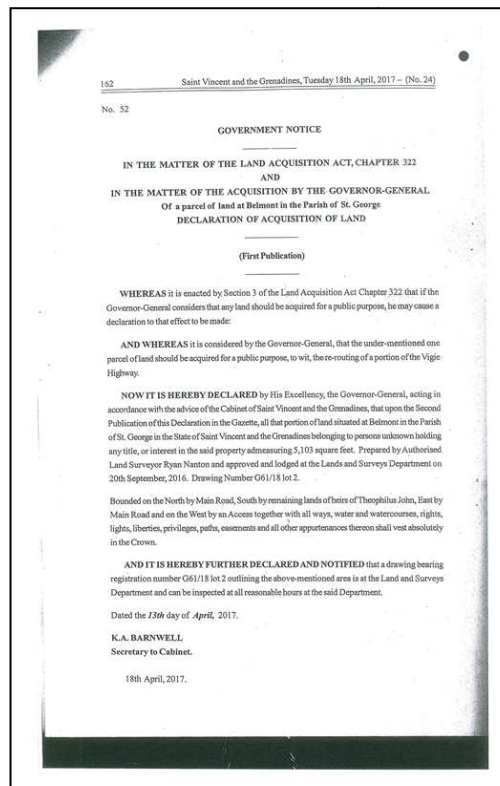 162 Saint Vincent and the Grenadines, Tuesday 18th April, 2017 – (No. 24)
No. 52
GOVERNMENT NOTICE
IN THE MATTER OF THE LAND ACQUISITION ACT, CHAPTER 322
AND
IN THE MATTER OF THE ACQUISITION BY THE GOVERNOR-GENERAL
Of a parcel of land at Belmont in the Parish of St. George
DECLARATION OF ACQUISITION OF LAND
(First Publication)
WHEREAS it is enacted by Section 3 of the Land Acquisition Act Chapter 322 that if the
Governor-General considers that any land should be acquired for a public purpose, he may cause a
declaration to that effect to be made:
AND WHEREAS it is considered by the Governor-General, that the under-mentioned one
parcel of land should be acquired for a public purpose, to wit, the re-routing of a portion of the Vigie
Highway.
NOW IT IS HEREBY DECLARED by His Excellency, the Governor-General, acting in
accordance with the advice of the Cabinet of Saint Vincent and the Grenadines, that upon the Second
Publication of this Declaration in the Gazette, all that portion of land situated at Belmont in the Parish
of St. George in the State of Saint Vincent and the Grenadines belonging to persons unknown holding
any title, or interest in the said property admeasuring 5,103 square feet. Prepared by Authorised
Land Surveyor Ryan Nanton and approved and lodged at the Lands and Surveys Department on
20th September, 2016. Drawing Number G61/18 lot 2.
Bounded on the North by Main Road, South by remaining lands of heirs of Theophilus John, East by
Main Road and on the West by an Access together with all ways, water and watercourses, rights,
lights, liberties, privileges, paths, easements and all other appurtenances thereon shall vest absolutely
in the Crown.
AND IT IS HEREBY FURTHER DECLARED AND NOTIFIED that a drawing bearing
registration number G61/18 lot 2 outlining the above-mentioned area is at the Land and Surveys
Department and can be inspected at all reasonable hours at the said Department.
Dated the 13th day of April, 2017.
K.A. BARNWELL
Secretary to Cabinet.
18th April, 2017.